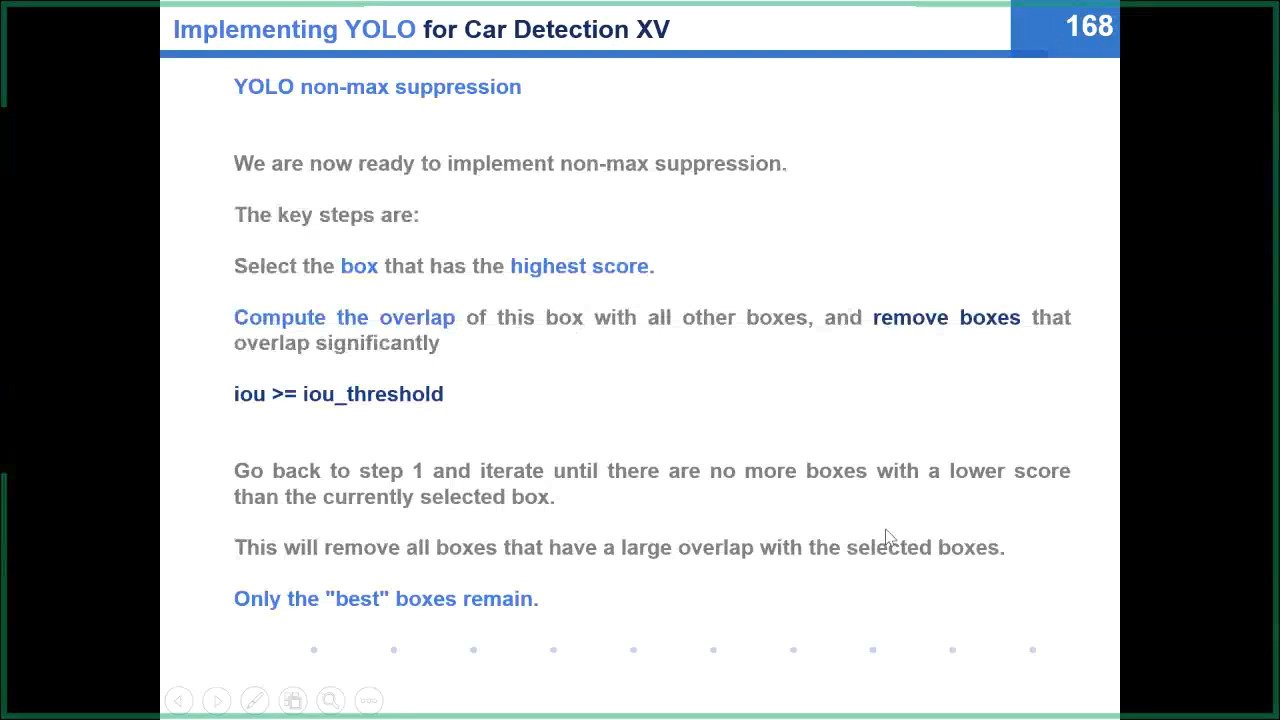 Implementing YOLO for Car Detection XV
168
YOLO non-max suppression
We are now ready to implement non-max suppression.
The key steps are:
Select the box that has the highest score.
Compute the overlap of this box with all other boxes, and remove boxes that
overlap significantly
iou >= iou_threshold
Go back to step 1 and iterate until there are no more boxes with a lower score
than the currently selected box.
This will remove all boxes that have a large overlap with the selected boxes.
Only the "best" boxes remain.